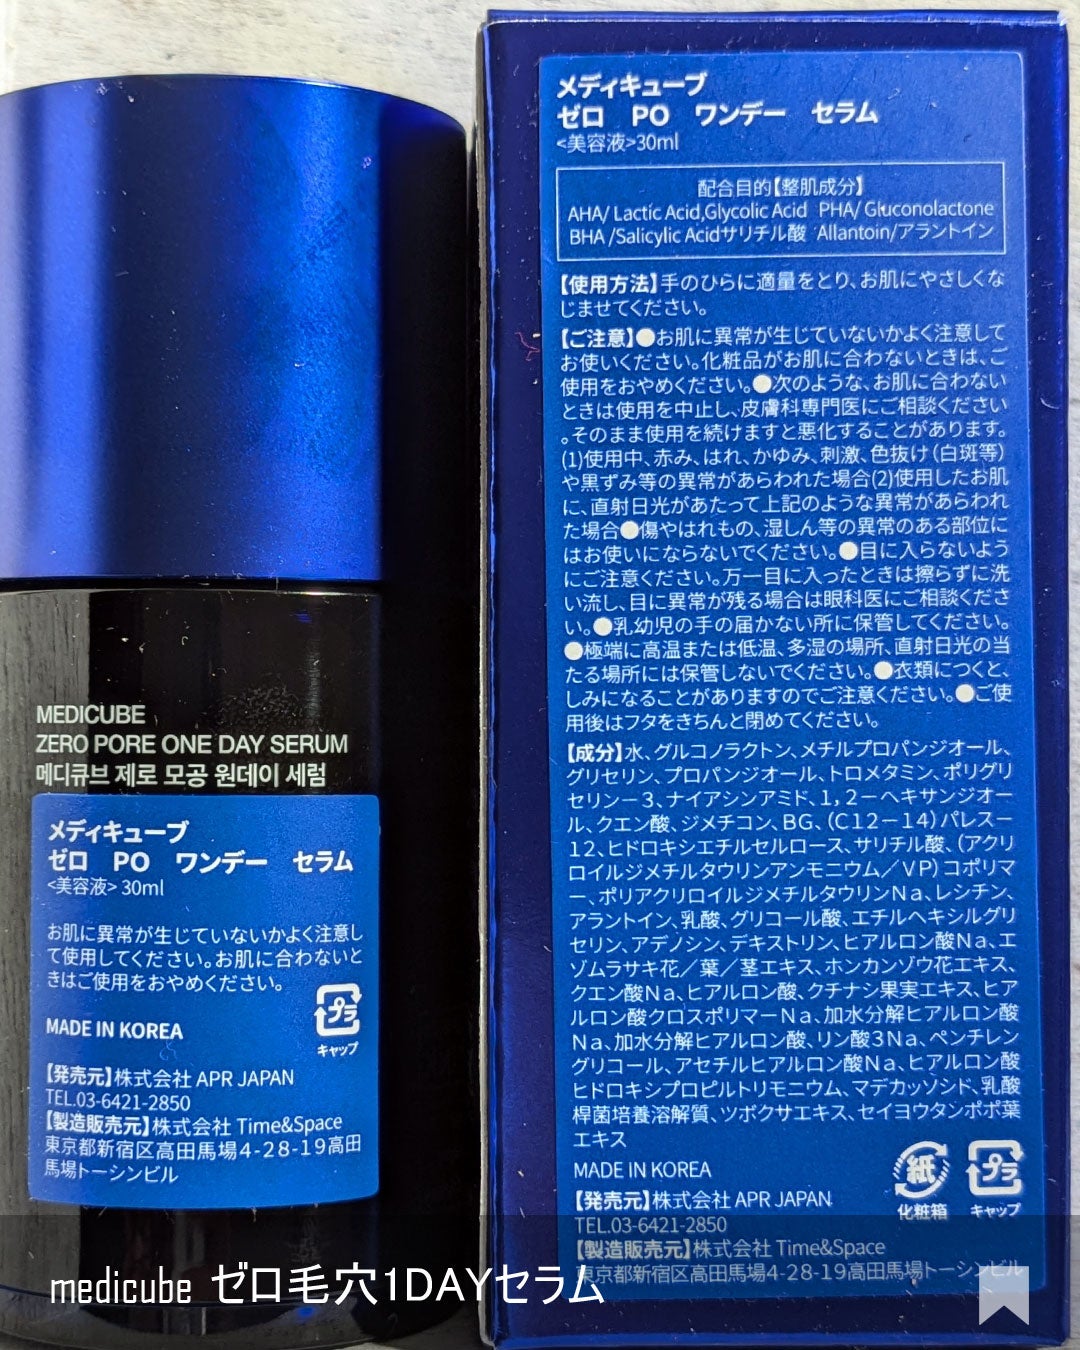 MEDICUBE
ZERO PORE ONE DAY SERUM
메디큐브 제로 모공 원데이 세럼
メディキューブ
ゼロ PO ワンデー セラム
<美容液> 30ml
お肌に異常が生じていないかよく注意し
て使用してください。お肌に合わないと
きはご使用をおやめください。
プラ
キャップ
MADE IN KOREA
【発売元】株式会社 APR JAPAN
TEL.03-6421-2850
【製造販売元】株式会社 Time&Space
東京都新宿区高田馬場4-28-19高田
馬場トーシンビル
メディキューブ
ゼロ PO ワンデー セラム
<美容液>30ml
配合目的【整肌成分】
AHA/ Lactic Acid,Glycolic Acid PHA/ Gluconolactone
BHA /Salicylic Acidサリチル酸 Allantoin/アラントイン
【使用方法】手のひらに適量をとり、お肌にやさしくな
じませてください。
【ご注意】●お肌に異常が生じていないかよく注意して
お使いください。化粧品がお肌に合わないときは、ご
使用をおやめください。●次のような、お肌に合わない
ときは使用を中止し、皮膚科専門医にご相談ください
。そのまま使用を続けますと悪化することがあります。
(1)使用中、赤み、はれ、かゆみ、刺激、色抜け(白斑等)
や黒ずみ等の異常があらわれた場合(2)使用したお肌
に、直射日光があたって上記のような異常があらわれ
た場合●傷やはれもの、湿しん等の異常のある部位に
はお使いにならないでください。●目に入らないよう
にご注意ください。万一目に入ったときは擦らずに洗
い流し、目に異常が残る場合は眼科医にご相談くださ
い。●乳幼児の手の届かない所に保管してください。
●極端に高温または低温、多湿の場所、直射日光の当
たる場所には保管しないでください。●衣類につくと、
しみになることがありますのでご注意ください。●ご使
用後はフタをきちんと閉めてください。
【成分】水、グルコノラクトン、メチルプロパンジオール、
グリセリン、プロパンジオール、トロメタミン、ポリグリ
セリン－3、ナイアシンアミド、1，2－ヘキサンジオー
ル、クエン酸、ジメチコン、BG、(C12－14)パレス－
12、ヒドロキシエチルセルロース、サリチル酸、(アクリ
ロイルジメチルタウリンアンモニウム／VP)コポリマ
ー、ポリアクリロイルジメチルタウリンNa、レシチン、
アラントイン、乳酸、グリコール酸、エチルヘキシルグリ
セリン、アデノシン、デキストリン、ヒアルロン酸Na、エ
ゾムラサキ花／葉／茎エキス、ホンカンゾウ花エキス、
クエン酸Na、ヒアルロン酸、クチナシ果実エキス、ヒア
ルロン酸クロスポリマーNa、加水分解ヒアルロン酸
Na、加水分解ヒアルロン酸、リン酸3Na、ペンチレン
グリコール、アセチルヒアルロン酸Na、ヒアルロン酸
ヒドロキシプロピルトリモニウム、マデカッソシド、乳酸
桿菌培養溶解質、ツボクサエキス、セイヨウタンポポ葉
エキス
MADE IN KOREA
紙
化粧箱
プラ
キャップ
【発売元】株式会社 APR JAPAN
TEL.03-6421-2850
【製造販売元】株式会社 Time&Space
東京都新宿区高田馬場4-28-19高田馬場トーシンビル
medicube ゼロ毛穴1DAYセラム